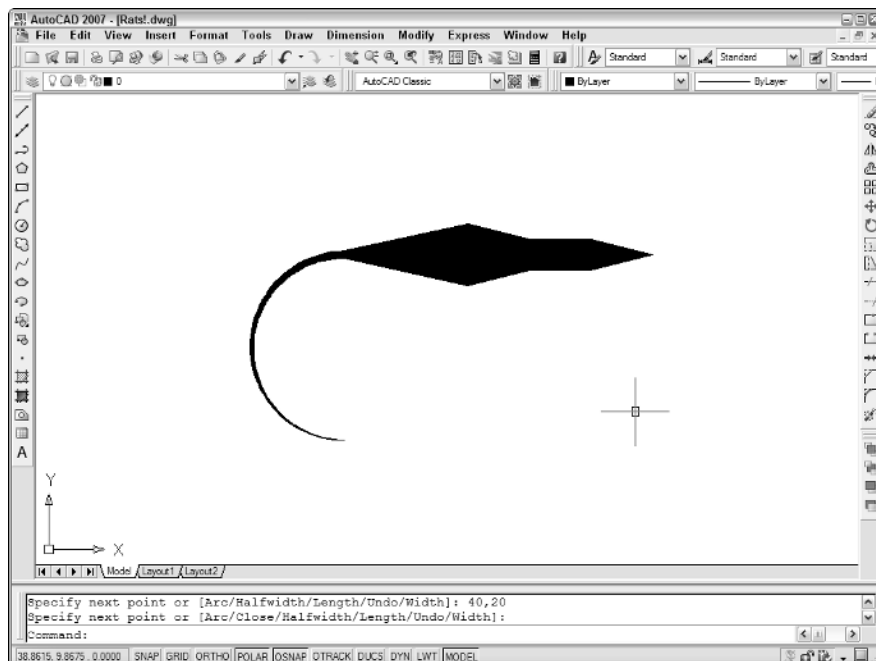 AutoCAD 2007 - [Rats!.dwg]
File Edit View Insert Format Tools Draw Dimension Modify Express Window Help
Standard Standard Standard
0 AutoCAD Classic ByLayer ByLayer
A
Y
X
Model Layout1 Layout2
Specify next point or [Arc/Halfwidth/Length/Undo/Width]: 40,20
Specify next point or [Arc/Close/Halfwidth/Length/Undo/Width]:
Command:
38.8615, 9.8675, 0.0000 SNAP GRID ORTHO POLAR OSNAP OTRACK DUCS DYN LWT MODEL